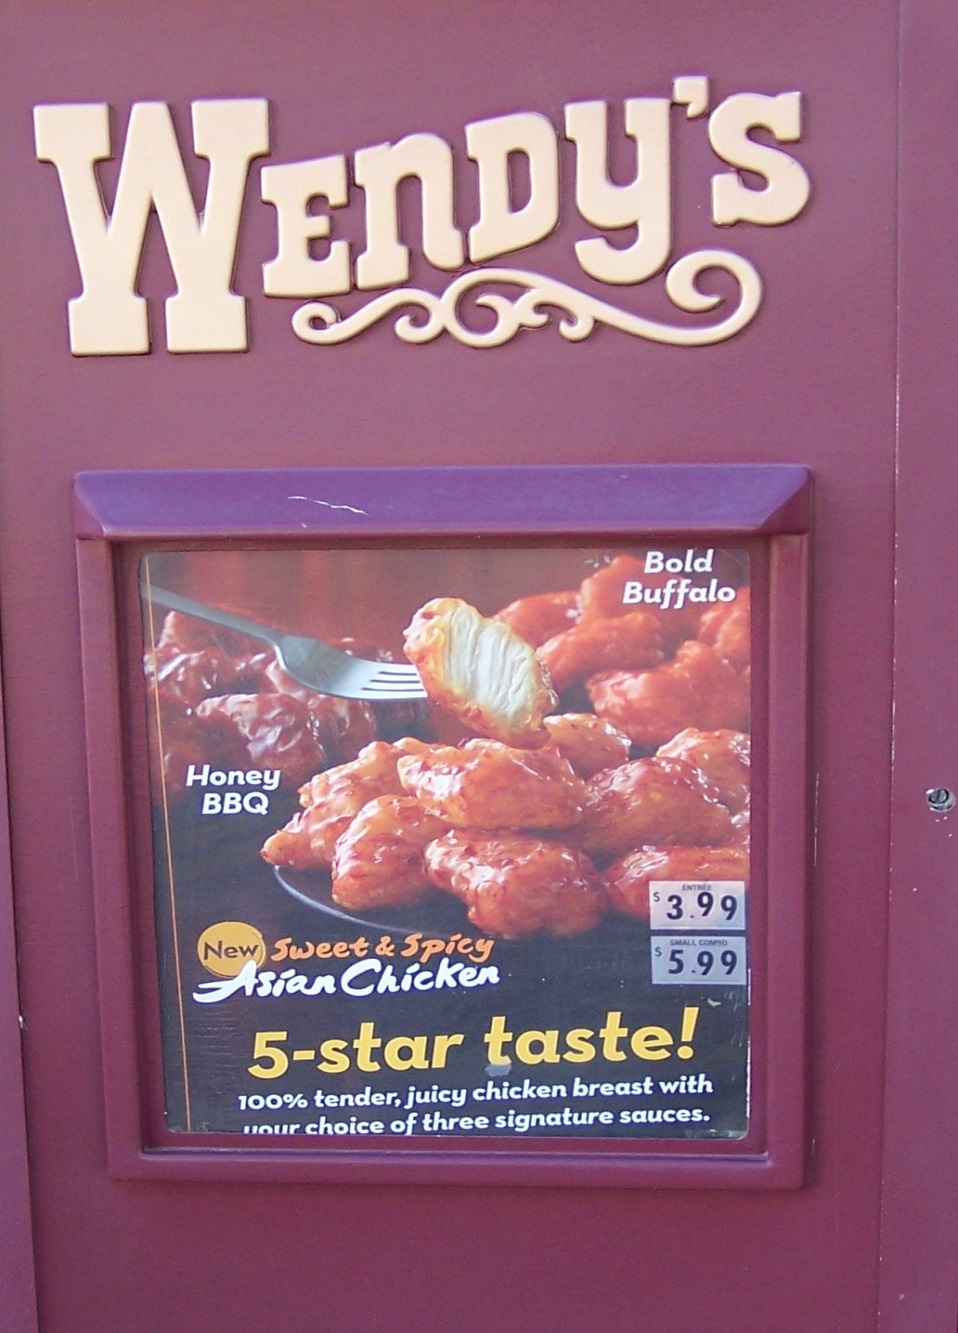 WENDY'S
Bold
Buffalo
Honey
BBQ
ENTRÉE
$3.99
SMALL COMBO
$5.99
New Sweet & Spicy
Asian Chicken
5-star taste!
100% tender, juicy chicken breast with
your choice of three signature sauces.